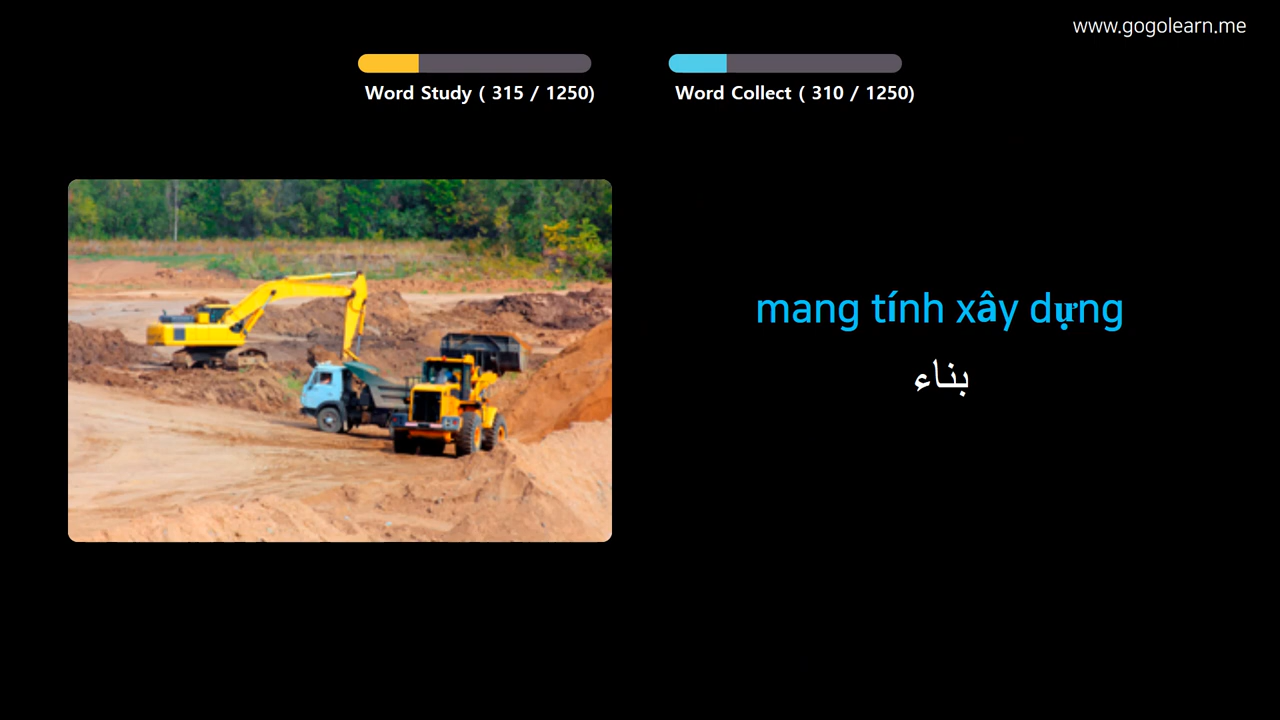 www.gogolearn.me
Word Study ( 315 / 1250)
Word Collect ( 310 / 1250)
mang tính xây dựng
بناء